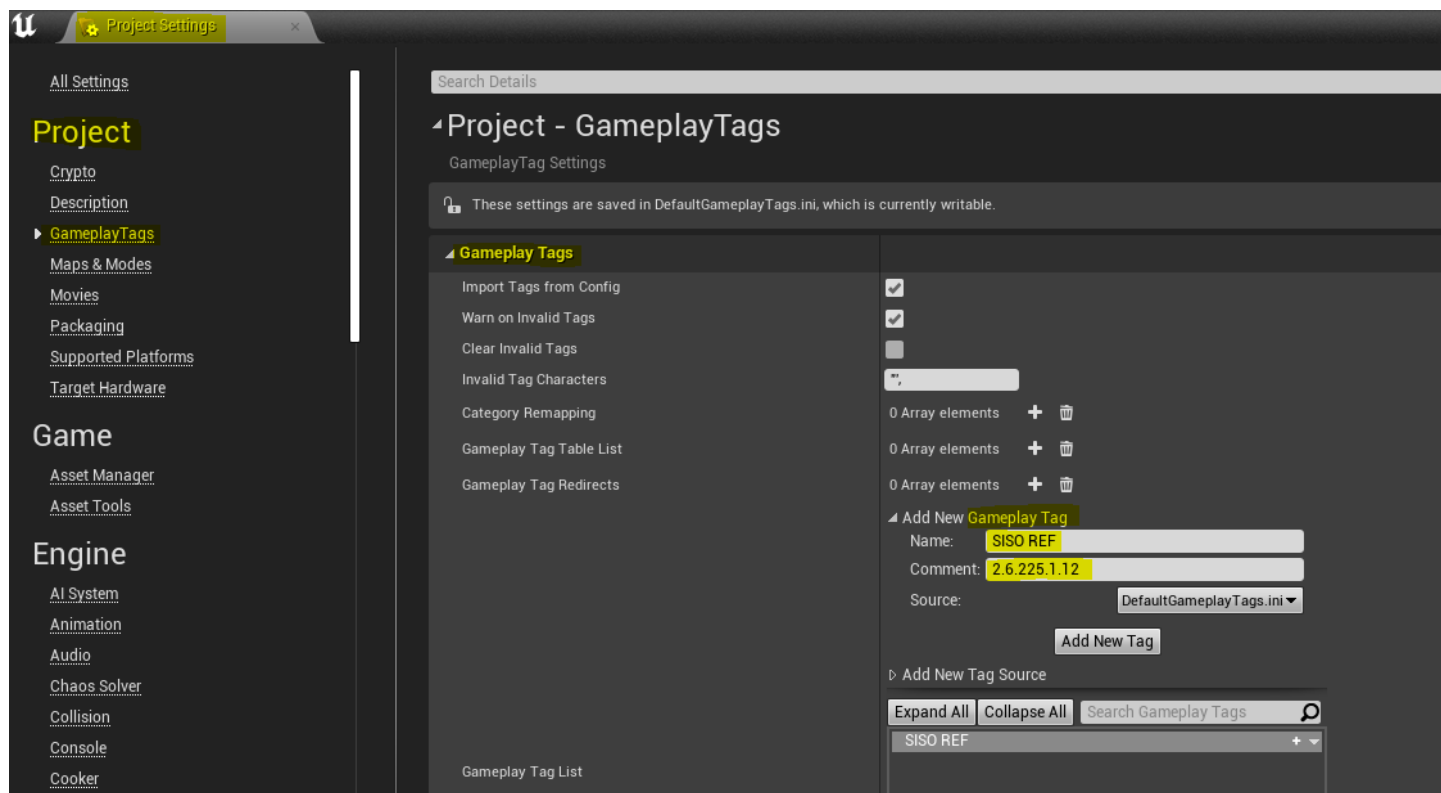 Project Settings ×
All Settings
Project
Crypto
Description
GameplayTags
Maps & Modes
Movies
Packaging
Supported Platforms
Target Hardware
Game
Asset Manager
Asset Tools
Engine
AI System
Animation
Audio
Chaos Solver
Collision
Console
Cooker
Search Details
Project - GameplayTags
GameplayTag Settings
These settings are saved in DefaultGameplayTags.ini, which is currently writable.
Gameplay Tags
Import Tags from Config
Warn on Invalid Tags
Clear Invalid Tags
Invalid Tag Characters "',
Category Remapping 0 Array elements
Gameplay Tag Table List 0 Array elements
Gameplay Tag Redirects 0 Array elements
Add New Gameplay Tag
Name: SISO REF
Comment: 2.6.225.1.12
Source: DefaultGameplayTags.ini
Add New Tag
Add New Tag Source
Expand All Collapse All Search Gameplay Tags
SISO REF
Gameplay Tag List